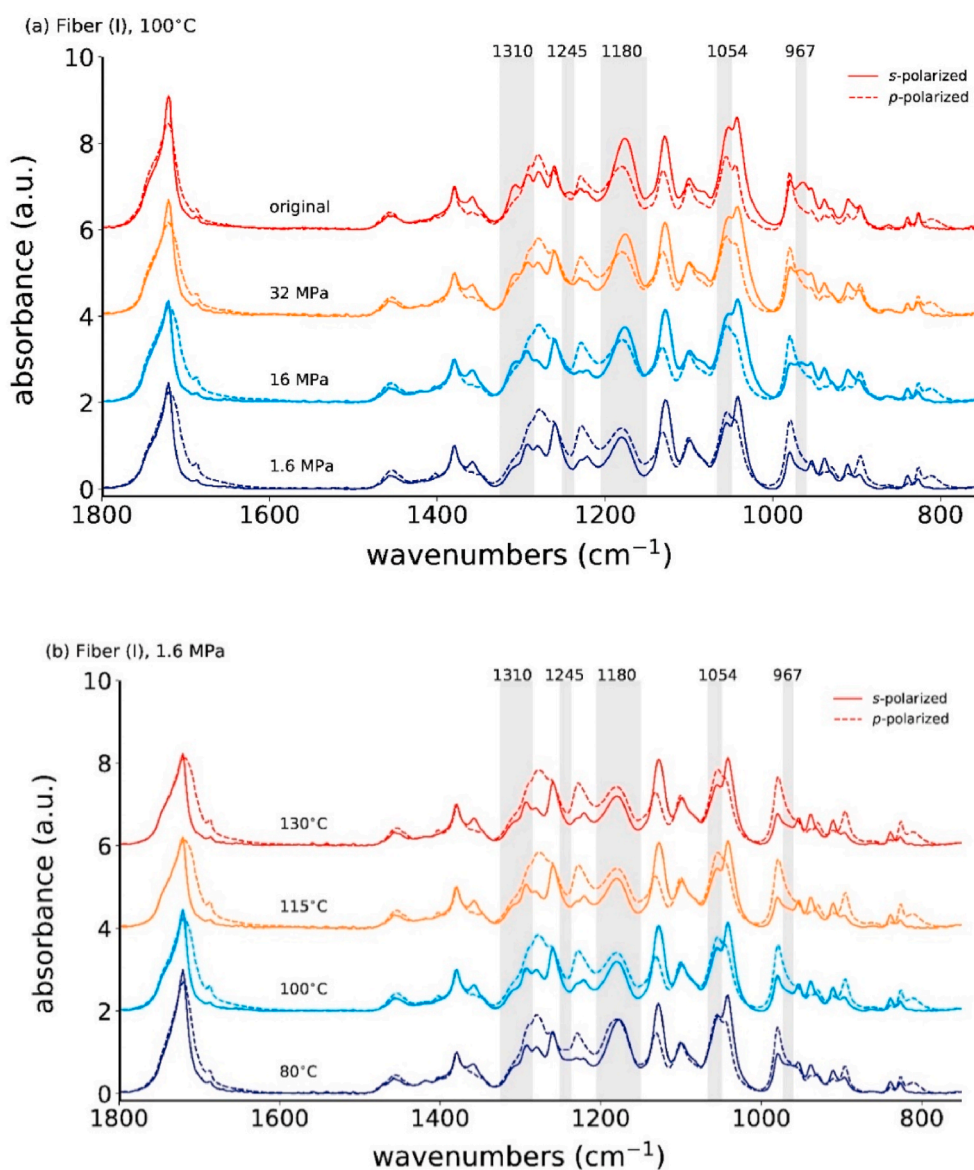 (a) Fiber (I), 100°C
1310 1245 1180 1054 967
s-polarized
p-polarized
original
32 MPa
16 MPa
1.6 MPa
absorbance (a.u.)
10
8
6
4
2
0
1800 1600 1400 1200 1000 800
wavenumbers (cm⁻¹)
(b) Fiber (I), 1.6 MPa
1310 1245 1180 1054 967
s-polarized
p-polarized
130°C
115°C
100°C
80°C
absorbance (a.u.)
10
8
6
4
2
0
1800 1600 1400 1200 1000 800
wavenumbers (cm⁻¹)